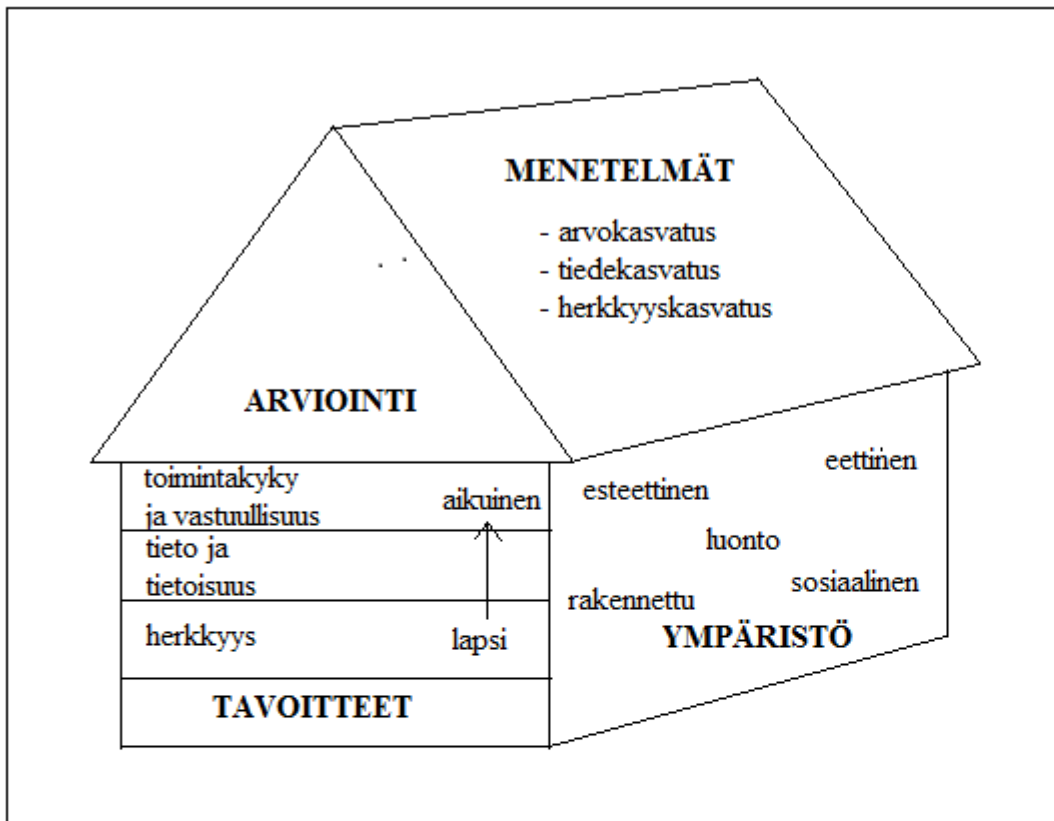 MENETELMÄT
- arvokasvatus
- tiedekasvatus
- herkkyyskasvatus
ARVIOINTI
toimintakyky
ja vastuullisuus
aikuinen
tieto ja
tietoisuus
herkkyys
lapsi
TAVOITTEET
eettinen
esteettinen
luonto
sosiaalinen
rakennettu
YMPÄRISTÖ